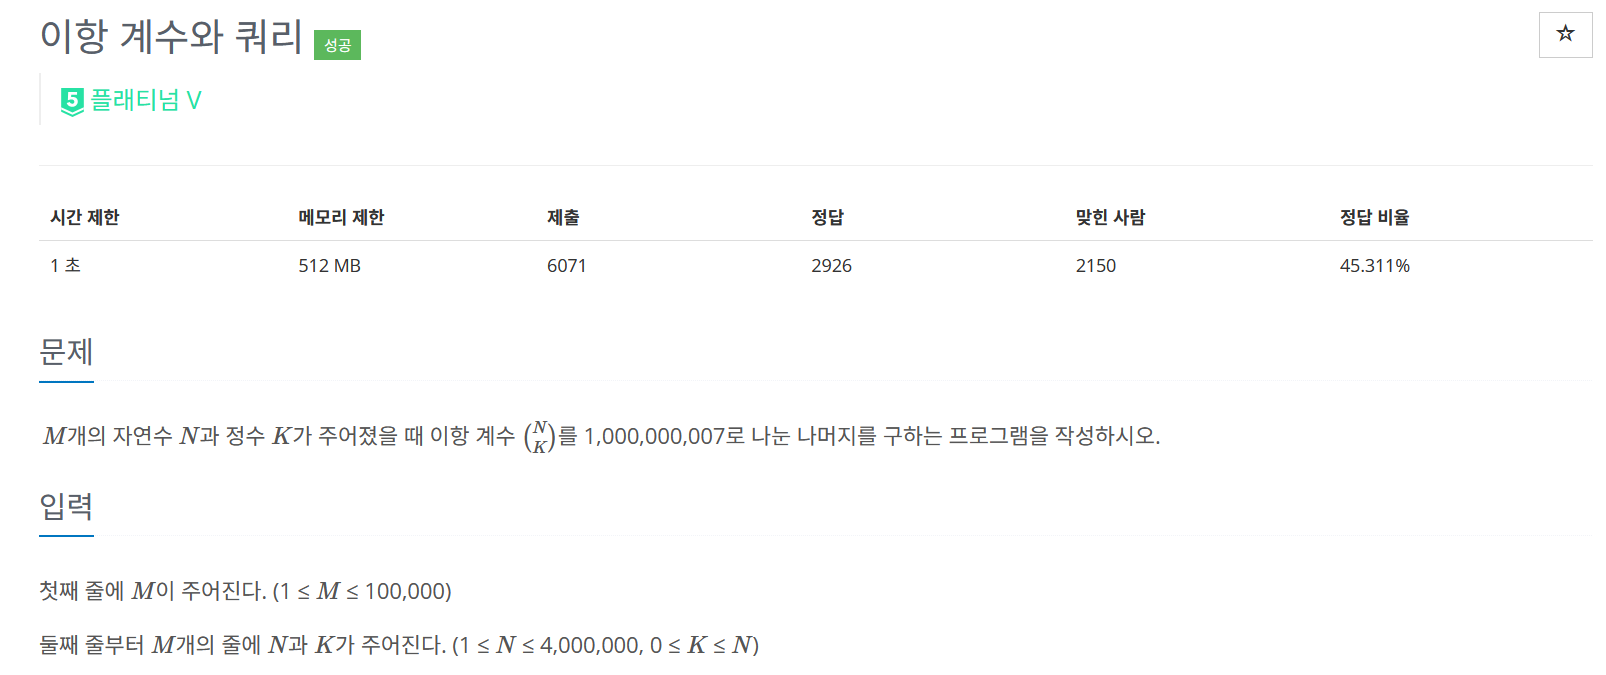 이항 계수와 쿼리 성공
☆
5 플래티넘 V
시간 제한 메모리 제한 제출 정답 맞힌 사람 정답 비율
1 초 512 MB 6071 2926 2150 45.311%
문제
M개의 자연수 N과 정수 K가 주어졌을 때 이항 계수 (N K)를 1,000,000,007로 나눈 나머지를 구하는 프로그램을 작성하시오.
입력
첫째 줄에 M이 주어진다. (1 ≤ M ≤ 100,000)
둘째 줄부터 M개의 줄에 N과 K가 주어진다. (1 ≤ N ≤ 4,000,000, 0 ≤ K ≤ N)